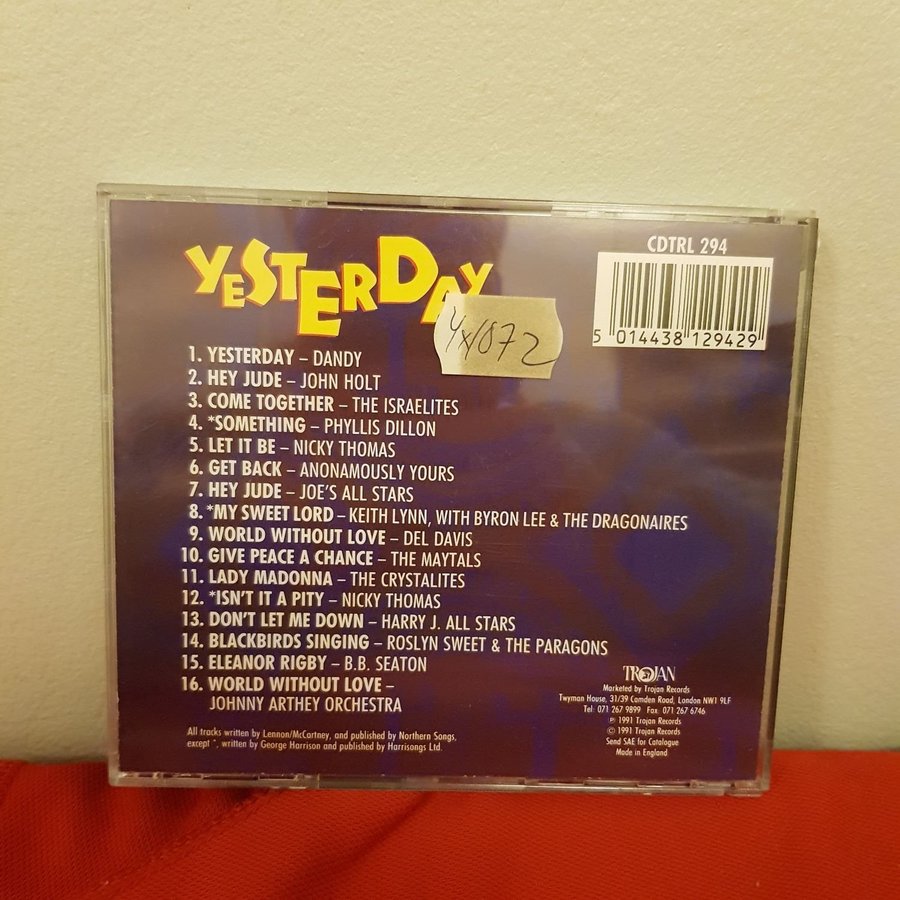 CDTRL 294
YESTERDAY
5 014438 129429
4x1072
1. YESTERDAY – DANDY
2. HEY JUDE – JOHN HOLT
3. COME TOGETHER – THE ISRAELITES
4. *SOMETHING – PHYLLIS DILLON
5. LET IT BE – NICKY THOMAS
6. GET BACK – ANONAMOUSLY YOURS
7. HEY JUDE – JOE'S ALL STARS
8. *MY SWEET LORD – KEITH LYNN, WITH BYRON LEE & THE DRAGONAIRES
9. WORLD WITHOUT LOVE – DEL DAVIS
10. GIVE PEACE A CHANCE – THE MAYTALS
11. LADY MADONNA – THE CRYSTALITES
12. *ISN'T IT A PITY – NICKY THOMAS
13. DON'T LET ME DOWN – HARRY J. ALL STARS
14. BLACKBIRDS SINGING – ROSLYN SWEET & THE PARAGONS
15. ELEANOR RIGBY – B.B. SEATON
16. WORLD WITHOUT LOVE –
JOHNNY ARTHEY ORCHESTRA
All tracks written by Lennon/McCartney, and published by Northern Songs,
except *, written by George Harrison and published by Harrisongs Ltd.
TROJAN
Marketed by Trojan Records
Twyman House, 31/39 Camden Road, London NW1 9LF
Tel: 071 267 9899 Fax. 071 267 6746
℗ 1991 Trojan Records
© 1991 Trojan Records
Send SAE for Catalogue
Made in England